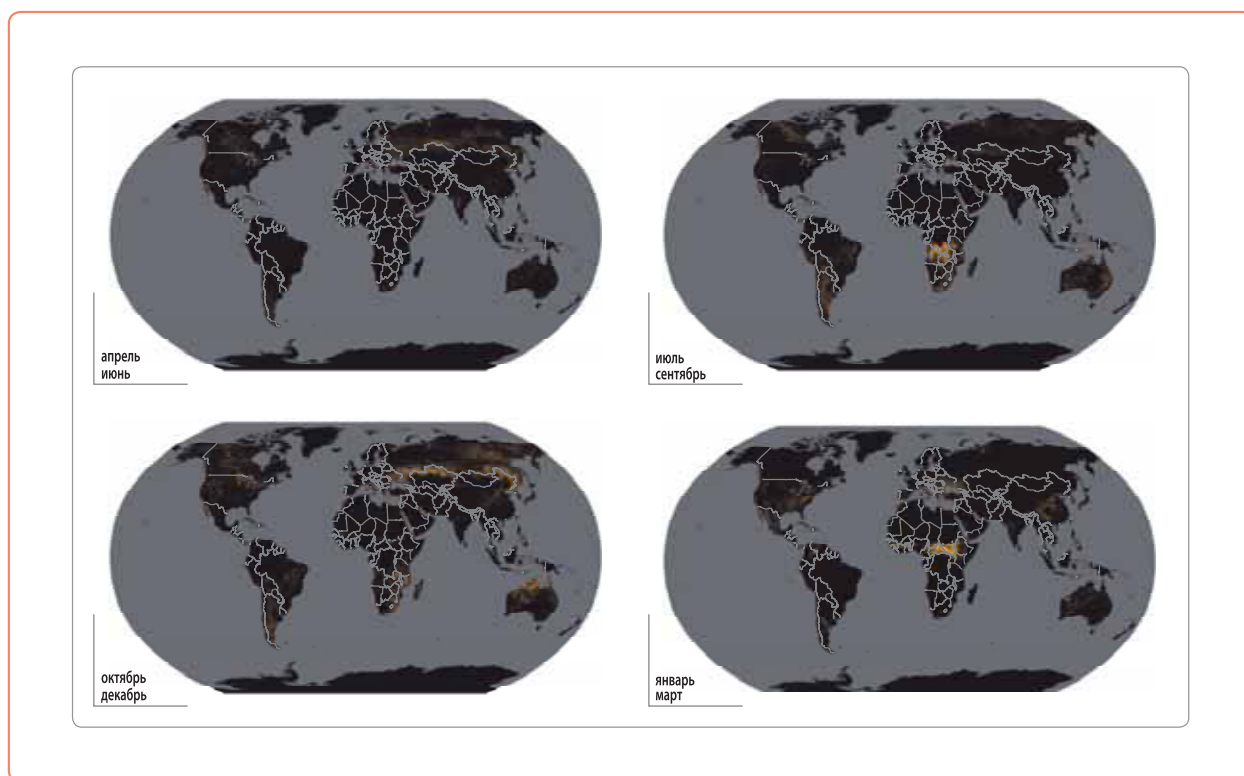 апрель
июнь
июль
сентябрь
октябрь
декабрь
январь
март